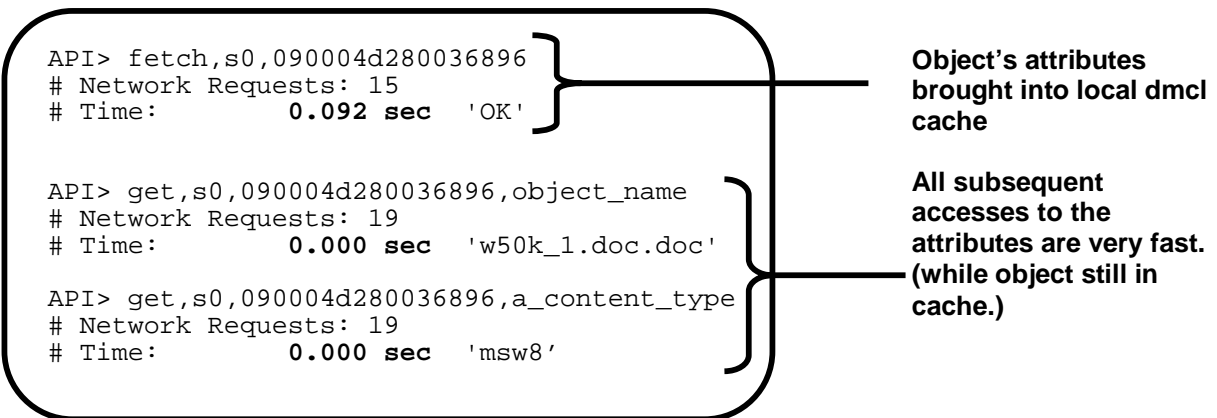 API> fetch,s0,090004d280036896
# Network Requests: 15
# Time: 0.092 sec 'OK'
Object's attributes
brought into local dmcl
cache
API> get,s0,090004d280036896,object_name
# Network Requests: 19
# Time: 0.000 sec 'w50k_1.doc.doc'
API> get,s0,090004d280036896,a_content_type
# Network Requests: 19
# Time: 0.000 sec 'msw8’
All subsequent
accesses to the
attributes are very fast.
(while object still in
cache.)